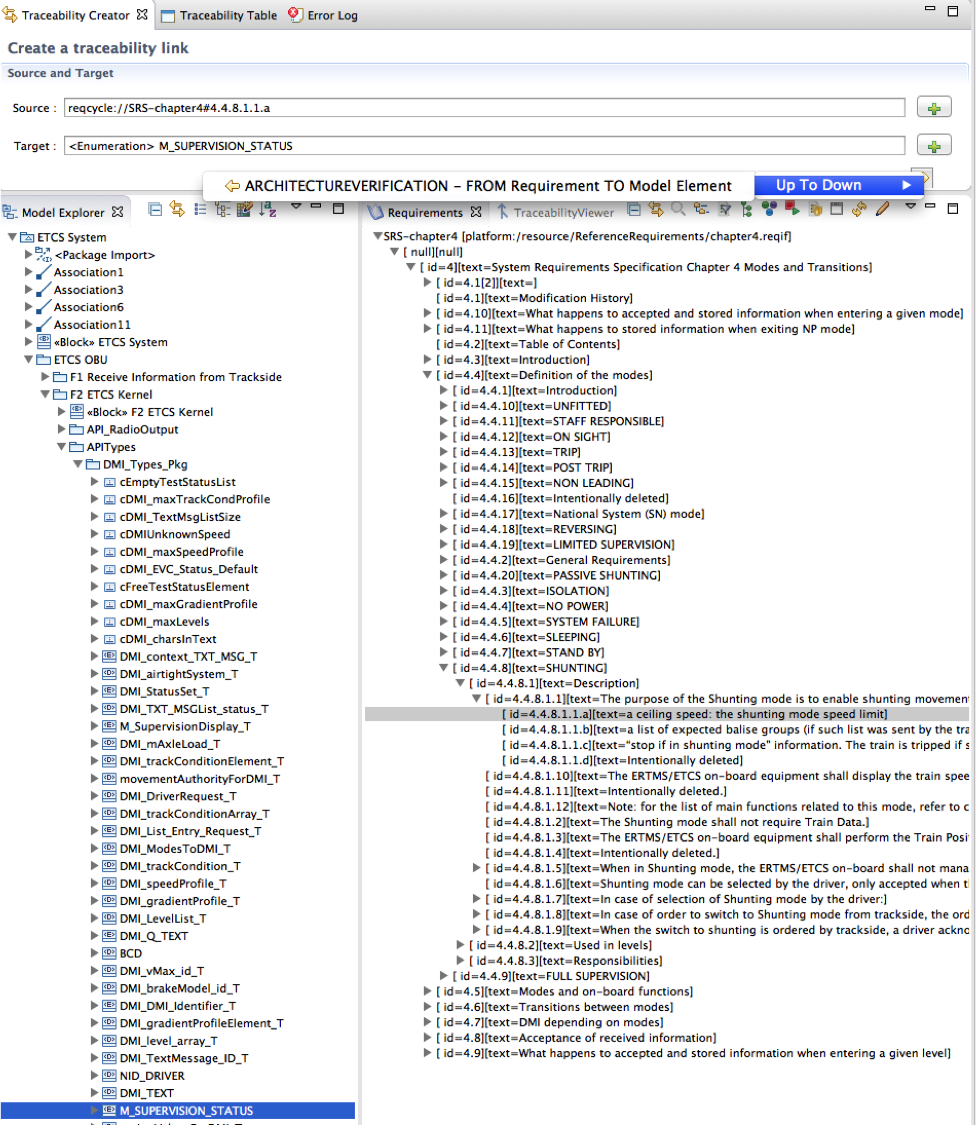 Traceability Creator
Traceability Table
Error Log
Create a traceability link
Source and Target
Source :
reqcycle://SRS-chapter4#4.4.8.1.1.a
Target :
<Enumeration> M_SUPERVISION_STATUS
ARCHITECTUREVERIFICATION – FROM Requirement TO Model Element
Up To Down
Model Explorer
ETCS System
<Package Import>
Association1
Association3
Association6
Association11
«Block» ETCS System
ETCS OBU
F1 Receive Information from Trackside
F2 ETCS Kernel
«Block» F2 ETCS Kernel
API_RadioOutput
APITypes
DMI_Types_Pkg
cEmptyTestStatusList
cDMI_maxTrackCondProfile
cDMI_TextMsgListSize
cDMIUnknownSpeed
cDMI_maxSpeedProfile
cDMI_EVC_Status_Default
cFreeTestStatusElement
cDMI_maxGradientProfile
cDMI_maxLevels
cDMI_charsInText
DMI_context_TXT_MSG_T
DMI_airtightSystem_T
DMI_StatusSet_T
DMI_TXT_MSGList_status_T
M_SupervisionDisplay_T
DMI_mAxleLoad_T
DMI_trackConditionElement_T
movementAuthorityForDMI_T
DMI_DriverRequest_T
DMI_trackConditionArray_T
DMI_List_Entry_Request_T
DMI_ModesToDMI_T
DMI_trackCondition_T
DMI_speedProfile_T
DMI_gradientProfile_T
DMI_LevelList_T
DMI_Q_TEXT
BCD
DMI_vMax_id_T
DMI_brakeModel_id_T
DMI_DMI_Identifier_T
DMI_gradientProfileElement_T
DMI_level_array_T
DMI_TextMessage_ID_T
NID_DRIVER
DMI_TEXT
M_SUPERVISION_STATUS
Requirements
TraceabilityViewer
SRS-chapter4 [platform:/resource/ReferenceRequirements/chapter4.reqif]
[ null][null]
[ id=4][text=System Requirements Specification Chapter 4 Modes and Transitions]
[ id=4.1[2]][text=]
[ id=4.1][text=Modification History]
[ id=4.10][text=What happens to accepted and stored information when entering a given mode]
[ id=4.11][text=What happens to stored information when exiting NP mode]
[ id=4.2][text=Table of Contents]
[ id=4.3][text=Introduction]
[ id=4.4][text=Definition of the modes]
[ id=4.4.1][text=Introduction]
[ id=4.4.10][text=UNFITTED]
[ id=4.4.11][text=STAFF RESPONSIBLE]
[ id=4.4.12][text=ON SIGHT]
[ id=4.4.13][text=TRIP]
[ id=4.4.14][text=POST TRIP]
[ id=4.4.15][text=NON LEADING]
[ id=4.4.16][text=Intentionally deleted]
[ id=4.4.17][text=National System (SN) mode]
[ id=4.4.18][text=REVERSING]
[ id=4.4.19][text=LIMITED SUPERVISION]
[ id=4.4.2][text=General Requirements]
[ id=4.4.20][text=PASSIVE SHUNTING]
[ id=4.4.3][text=ISOLATION]
[ id=4.4.4][text=NO POWER]
[ id=4.4.5][text=SYSTEM FAILURE]
[ id=4.4.6][text=SLEEPING]
[ id=4.4.7][text=STAND BY]
[ id=4.4.8][text=SHUNTING]
[ id=4.4.8.1][text=Description]
[ id=4.4.8.1.1][text=The purpose of the Shunting mode is to enable shunting movement
[ id=4.4.8.1.1.a][text=a ceiling speed: the shunting mode speed limit]
[ id=4.4.8.1.1.b][text=a list of expected balise groups (if such list was sent by the tra
[ id=4.4.8.1.1.c][text="stop if in shunting mode" information. The train is tripped if s
[ id=4.4.8.1.1.d][text=Intentionally deleted]
[ id=4.4.8.1.10][text=The ERTMS/ETCS on-board equipment shall display the train spee
[ id=4.4.8.1.11][text=Intentionally deleted.]
[ id=4.4.8.1.12][text=Note: for the list of main functions related to this mode, refer to c
[ id=4.4.8.1.2][text=The Shunting mode shall not require Train Data.]
[ id=4.4.8.1.3][text=The ERTMS/ETCS on-board equipment shall perform the Train Posi
[ id=4.4.8.1.4][text=Intentionally deleted.]
[ id=4.4.8.1.5][text=When in Shunting mode, the ERTMS/ETCS on-board shall not mana
[ id=4.4.8.1.6][text=Shunting mode can be selected by the driver, only accepted when t
[ id=4.4.8.1.7][text=In case of selection of Shunting mode by the driver:]
[ id=4.4.8.1.8][text=In case of order to switch to Shunting mode from trackside, the ord
[ id=4.4.8.1.9][text=When the switch to shunting is ordered by trackside, a driver ackno
[ id=4.4.8.2][text=Used in levels]
[ id=4.4.8.3][text=Responsibilities]
[ id=4.4.9][text=FULL SUPERVISION]
[ id=4.5][text=Modes and on-board functions]
[ id=4.6][text=Transitions between modes]
[ id=4.7][text=DMI depending on modes]
[ id=4.8][text=Acceptance of received information]
[ id=4.9][text=What happens to accepted and stored information when entering a given level]